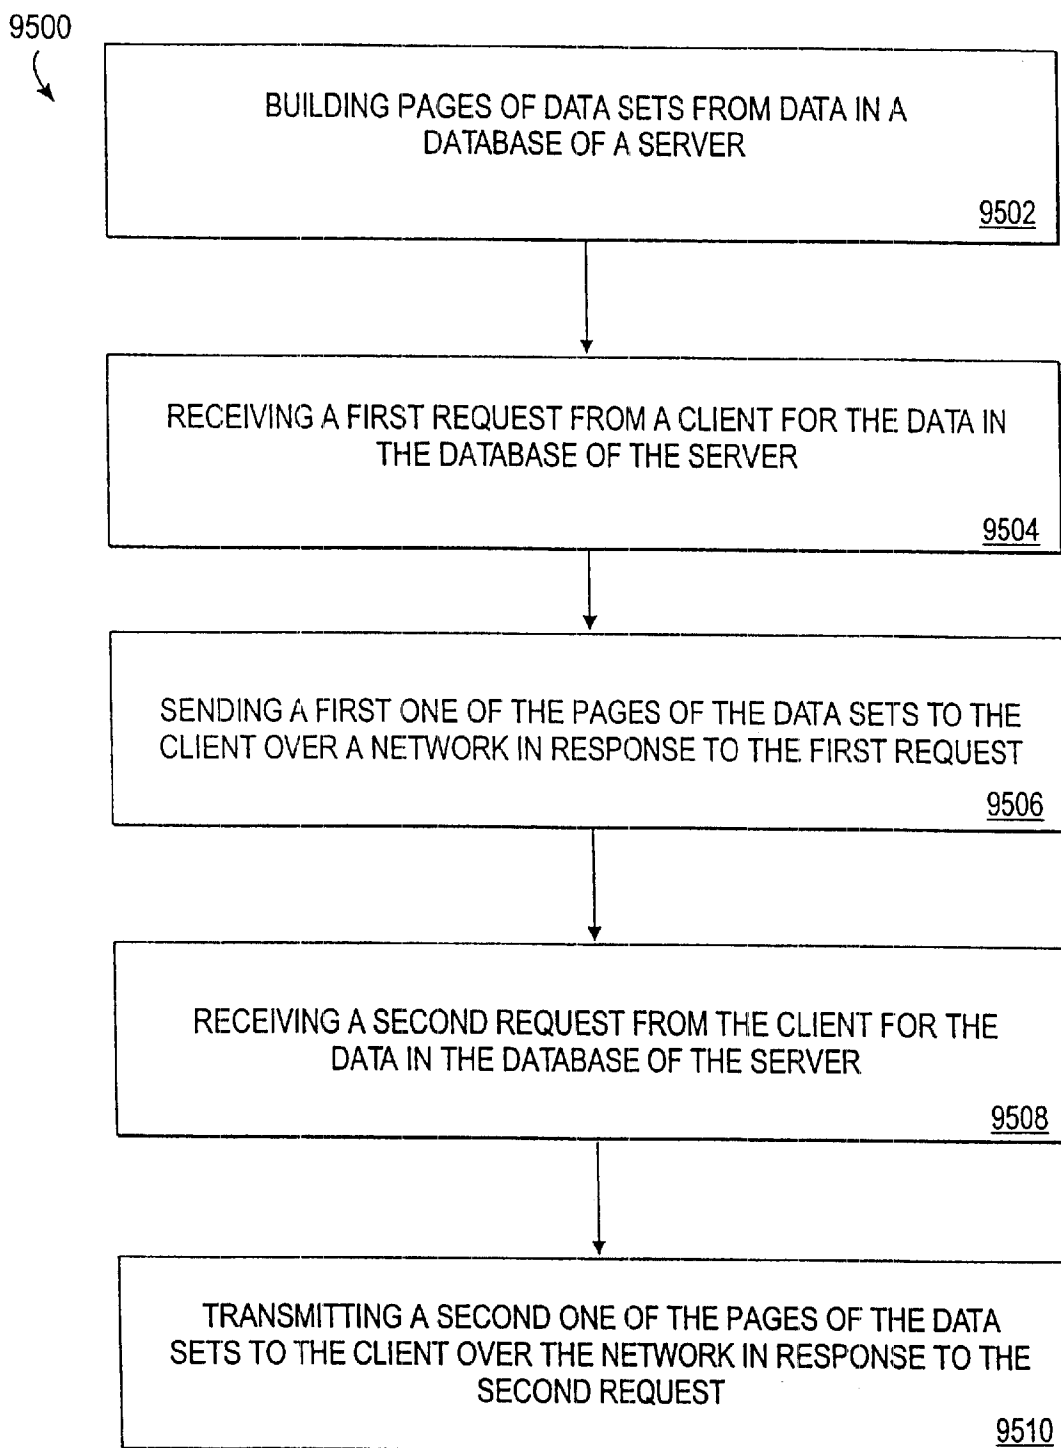 9500
BUILDING PAGES OF DATA SETS FROM DATA IN A
DATABASE OF A SERVER
9502
RECEIVING A FIRST REQUEST FROM A CLIENT FOR THE DATA IN
THE DATABASE OF THE SERVER
9504
SENDING A FIRST ONE OF THE PAGES OF THE DATA SETS TO THE
CLIENT OVER A NETWORK IN RESPONSE TO THE FIRST REQUEST
9506
RECEIVING A SECOND REQUEST FROM THE CLIENT FOR THE
DATA IN THE DATABASE OF THE SERVER
9508
TRANSMITTING A SECOND ONE OF THE PAGES OF THE DATA
SETS TO THE CLIENT OVER THE NETWORK IN RESPONSE TO THE
SECOND REQUEST
9510